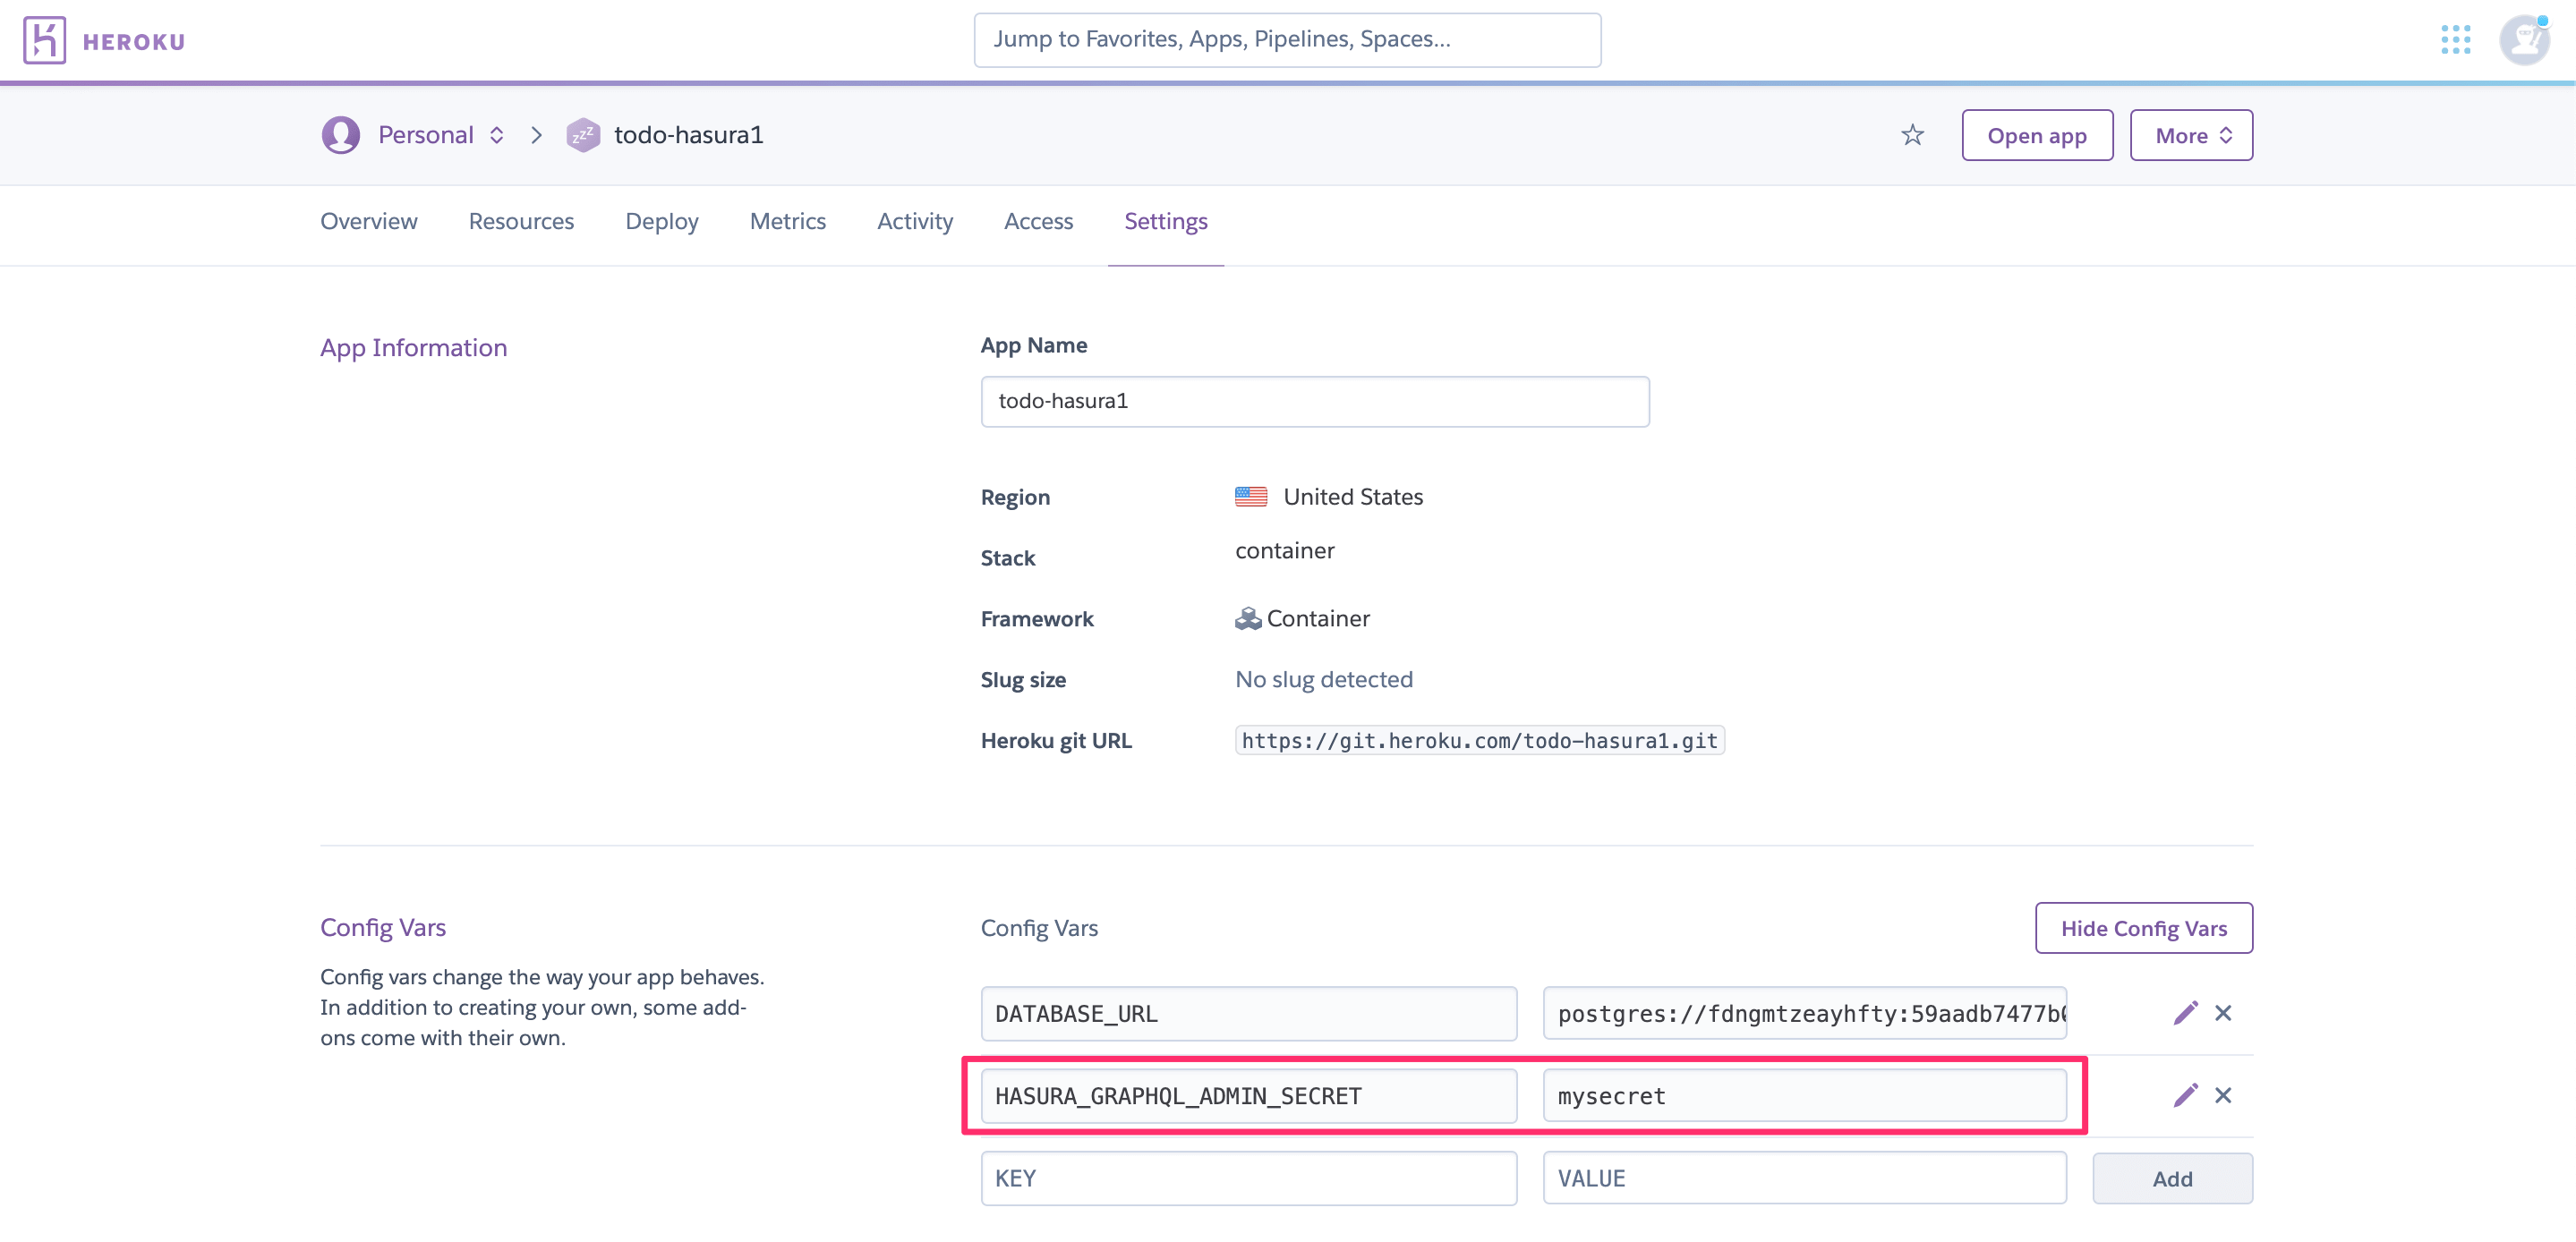 HEROKU
Jump to Favorites, Apps, Pipelines, Spaces...
Personal
zzz
todo-hasura1
Open app
More
Overview
Resources
Deploy
Metrics
Activity
Access
Settings
App Information
App Name
todo-hasura1
Region
United States
Stack
container
Framework
Container
Slug size
No slug detected
Heroku git URL
https://git.heroku.com/todo-hasura1.git
Config Vars
Config vars change the way your app behaves.
In addition to creating your own, some add-
ons come with their own.
Config Vars
Hide Config Vars
DATABASE_URL
postgres://fdngmtzeayhfty:59aadb7477b0
HASURA_GRAPHQL_ADMIN_SECRET
mysecret
KEY
VALUE
Add